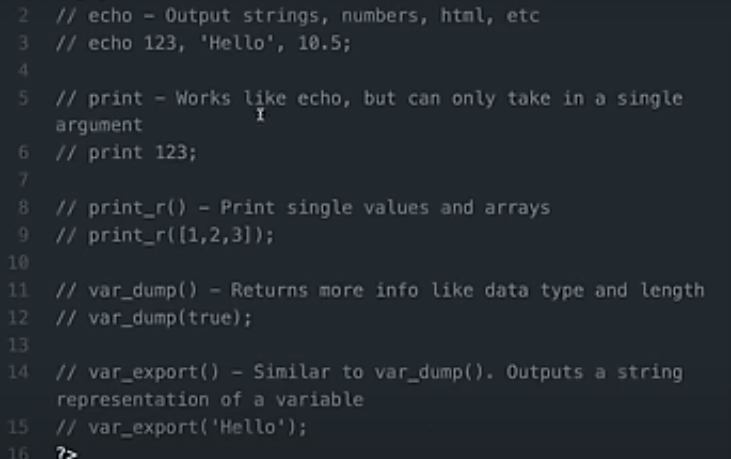 2 // echo – Output strings, numbers, html, etc
3 // echo 123, 'Hello', 10.5;
4
5 // print – Works like echo, but can only take in a single
argument
6 // print 123;
7
8 // print_r() – Print single values and arrays
9 // print_r([1,2,3]);
10
11 // var_dump() – Returns more info like data type and length
12 // var_dump(true);
13
14 // var_export() – Similar to var_dump(). Outputs a string
representation of a variable
15 // var_export('Hello');
16 ?>